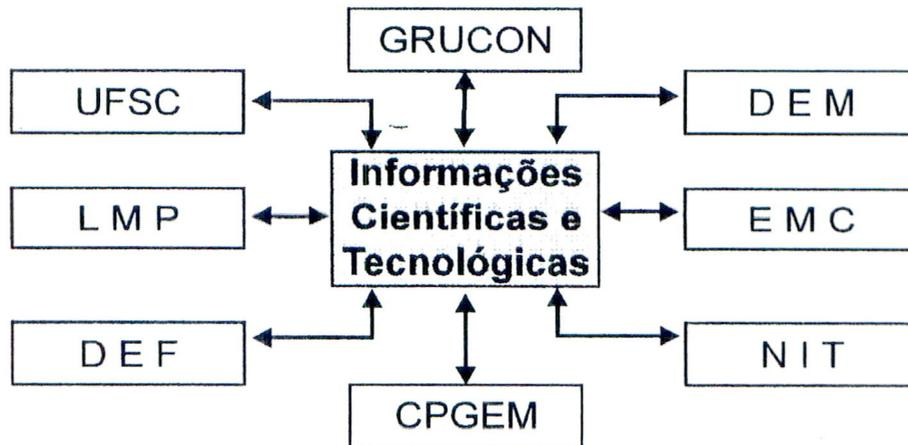 GRUCON
UFSC
D E M
Informações
Científicas e
Tecnológicas
L M P
E M C
D E F
N I T
CPGEM